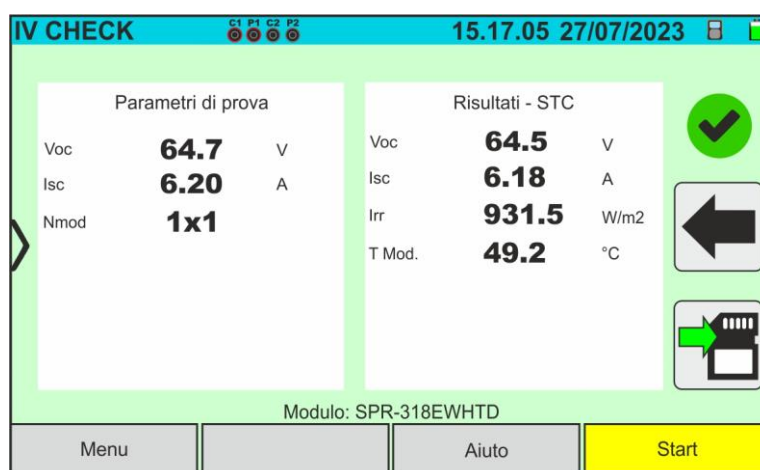 IV CHECK C1 P1 C2 P2 15.17.05 27/07/2023
Parametri di prova
Voc 64.7 V
Isc 6.20 A
Nmod 1x1
Risultati - STC
Voc 64.5 V
Isc 6.18 A
Irr 931.5 W/m2
T Mod. 49.2 °C
Modulo: SPR-318EWHTD
Menu Aiuto Start